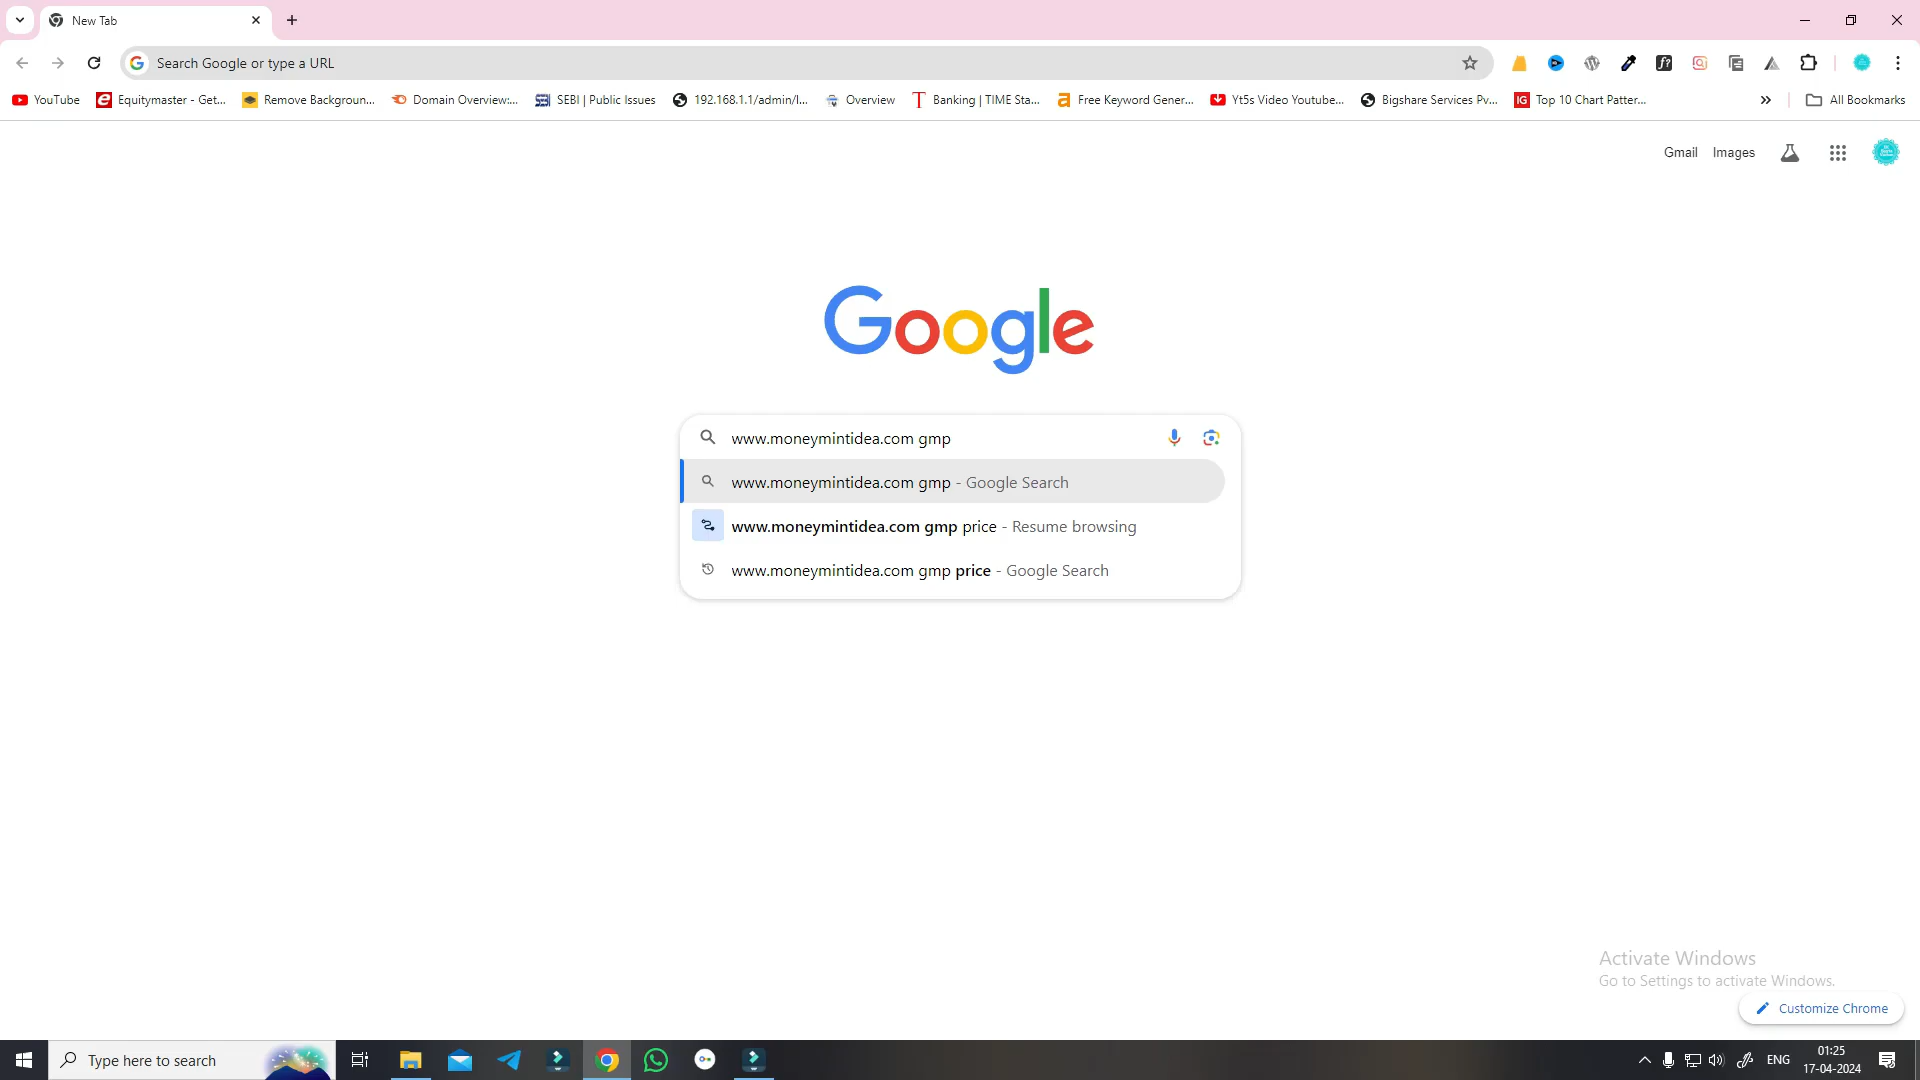 New Tab
Search Google or type a URL
YouTube
Equitymaster - Get...
Remove Backgroun...
Domain Overview:...
SEBI | Public Issues
192.168.1.1/admin/l...
Overview
Banking | TIME Sta...
Free Keyword Gener...
Yt5s Video Youtube...
Bigshare Services Pv...
Top 10 Chart Patter...
All Bookmarks
Gmail
Images
Google
www.moneymintidea.com gmp
www.moneymintidea.com gmp - Google Search
www.moneymintidea.com gmp price - Resume browsing
www.moneymintidea.com gmp price - Google Search
Activate Windows
Go to Settings to activate Windows.
Customize Chrome
Type here to search
ENG
01:25
17-04-2024